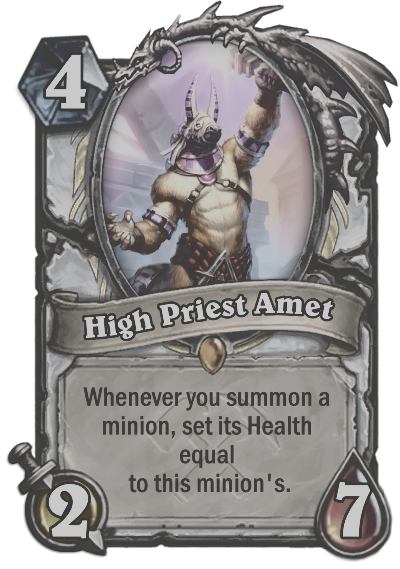 4
High Priest Amet
Whenever you summon a
minion, set its Health
equal
to this minion's.
2
7